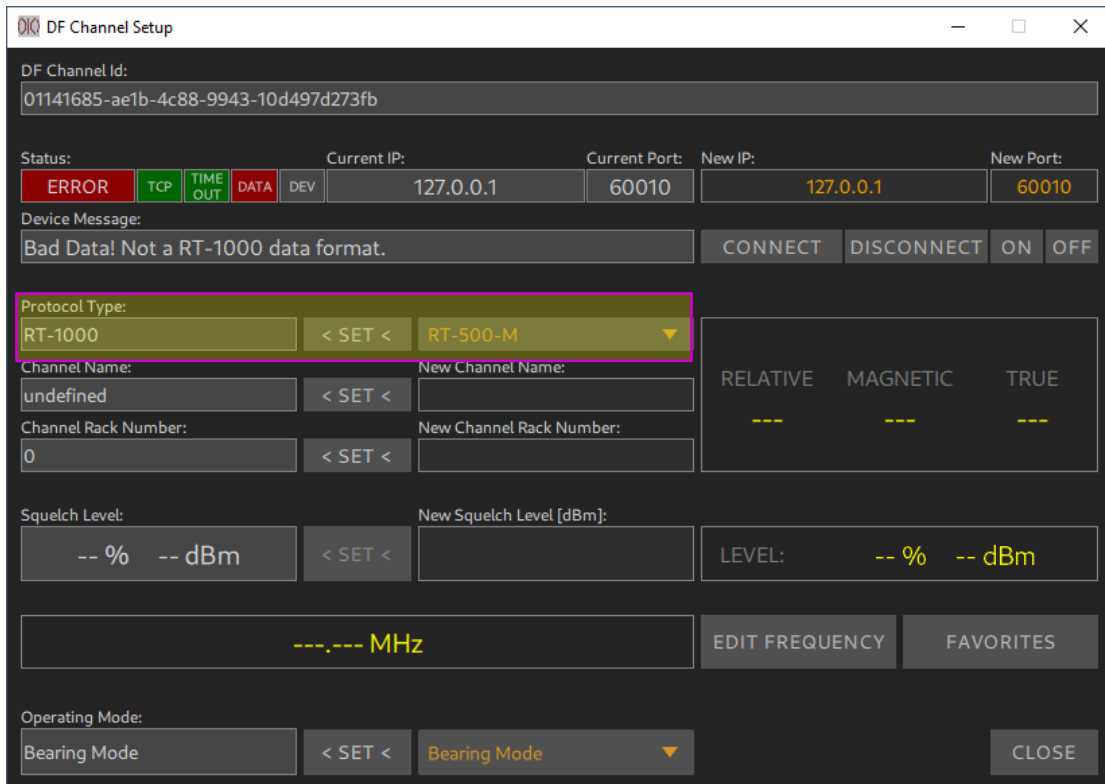 DF Channel Setup
DF Channel Id:
01141685-ae1b-4c88-9943-10d497d273fb
Status: Current IP: Current Port: New IP: New Port:
ERROR TCP TIME OUT DATA DEV 127.0.0.1 60010 127.0.0.1 60010
Device Message:
Bad Data! Not a RT-1000 data format. CONNECT DISCONNECT ON OFF
Protocol Type:
RT-1000 < SET < RT-500-M
Channel Name: New Channel Name:
undefined < SET <
RELATIVE MAGNETIC TRUE
--- --- ---
Channel Rack Number: New Channel Rack Number:
0 < SET <
Squelch Level: New Squelch Level [dBm]:
-- % -- dBm < SET < LEVEL: -- % -- dBm
---.--- MHz EDIT FREQUENCY FAVORITES
Operating Mode:
Bearing Mode < SET < Bearing Mode CLOSE